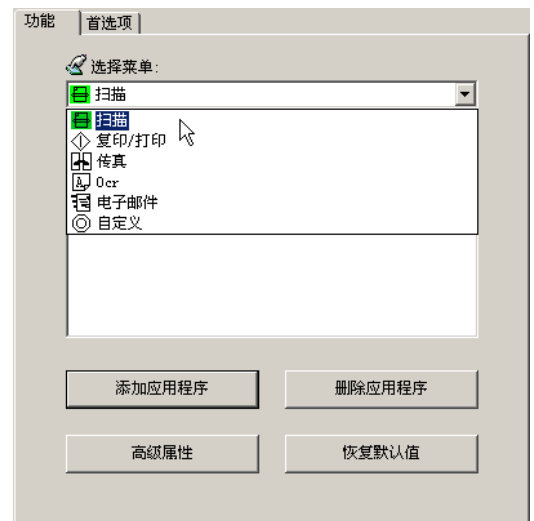 功能 首选项
选择菜单:
扫描
扫描
复印/打印
传真
Ocr
电子邮件
自定义
添加应用程序 删除应用程序
高级属性 恢复默认值